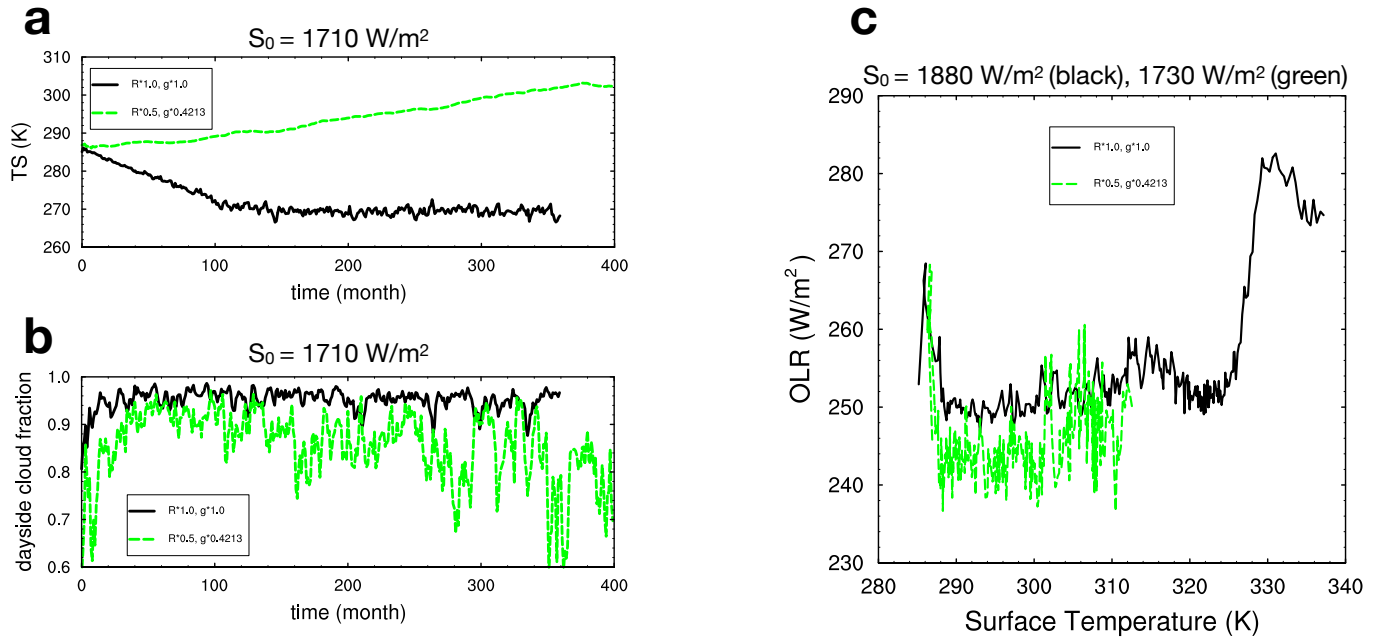 a
S₀ = 1710 W/m²
310
300
290
280
270
260
TS (K)
R*1.0, g*1.0
R*0.5, g*0.4213
0 100 200 300 400
time (month)
b
S₀ = 1710 W/m²
1.0
0.9
0.8
0.7
0.6
dayside cloud fraction
R*1.0, g*1.0
R*0.5, g*0.4213
0 100 200 300 400
time (month)
c
S₀ = 1880 W/m² (black), 1730 W/m² (green)
290
280
270
260
250
240
230
OLR (W/m²)
R*1.0, g*1.0
R*0.5, g*0.4213
280 290 300 310 320 330 340
Surface Temperature (K)